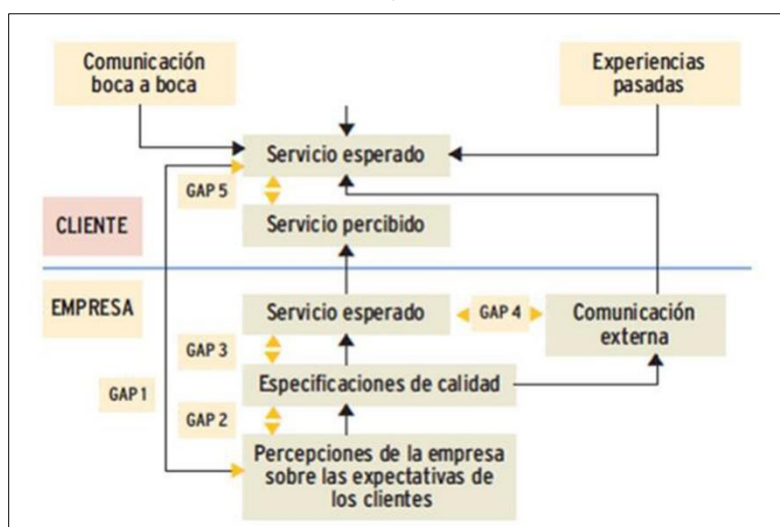 Comunicación
boca a boca
Experiencias
pasadas
Servicio esperado
GAP 5
CLIENTE
Servicio percibido
EMPRESA
Servicio esperado
GAP 4
Comunicación
externa
GAP 3
Especificaciones de calidad
GAP 1
GAP 2
Percepciones de la empresa
sobre las expectativas de
los clientes